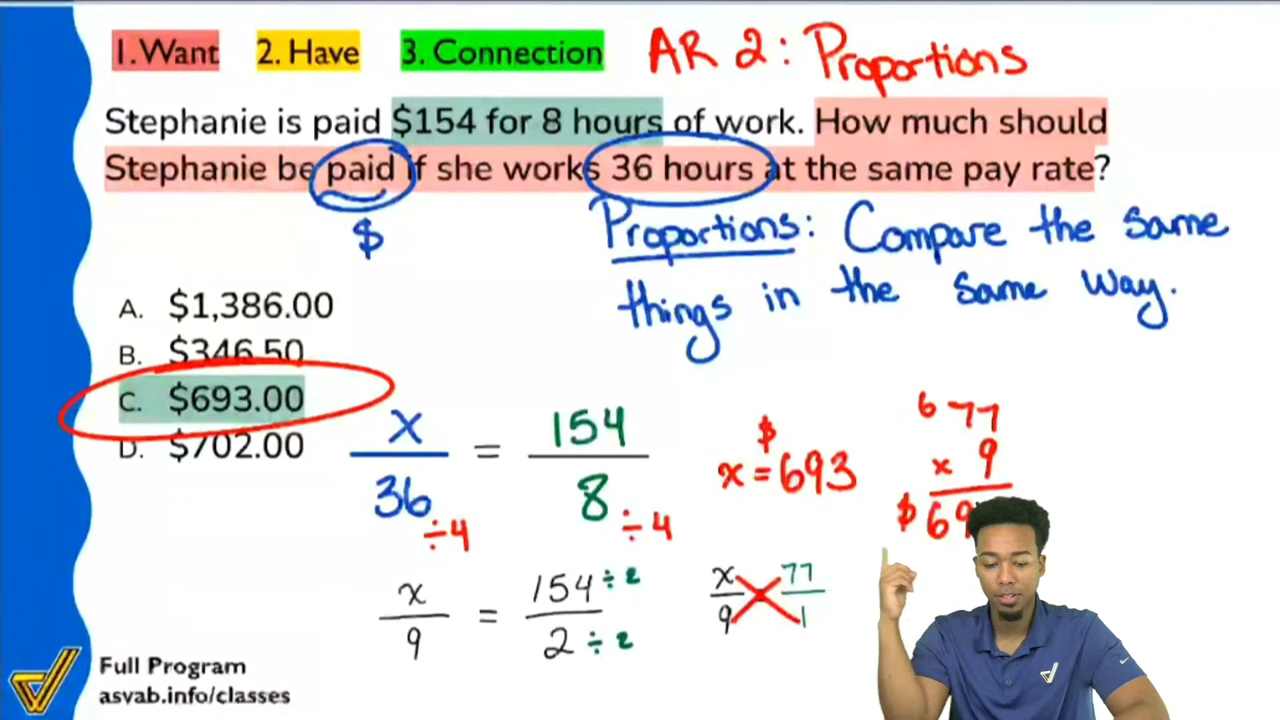 1. Want 2. Have 3. Connection AR 2: Proportions
Stephanie is paid $154 for 8 hours of work. How much should
Stephanie be paid if she works 36 hours at the same pay rate?
$
Proportions: Compare the same
things in the same way.
A. $1,386.00
B. $346.50
C. $693.00
D. $702.00
x/36 = 154/8
÷4 ÷4
$
x = 693
6 77
x 9
$ 69
x/9 = 154 ÷2/2 ÷2
x/9 77/1
Full Program
asvab.info/classes